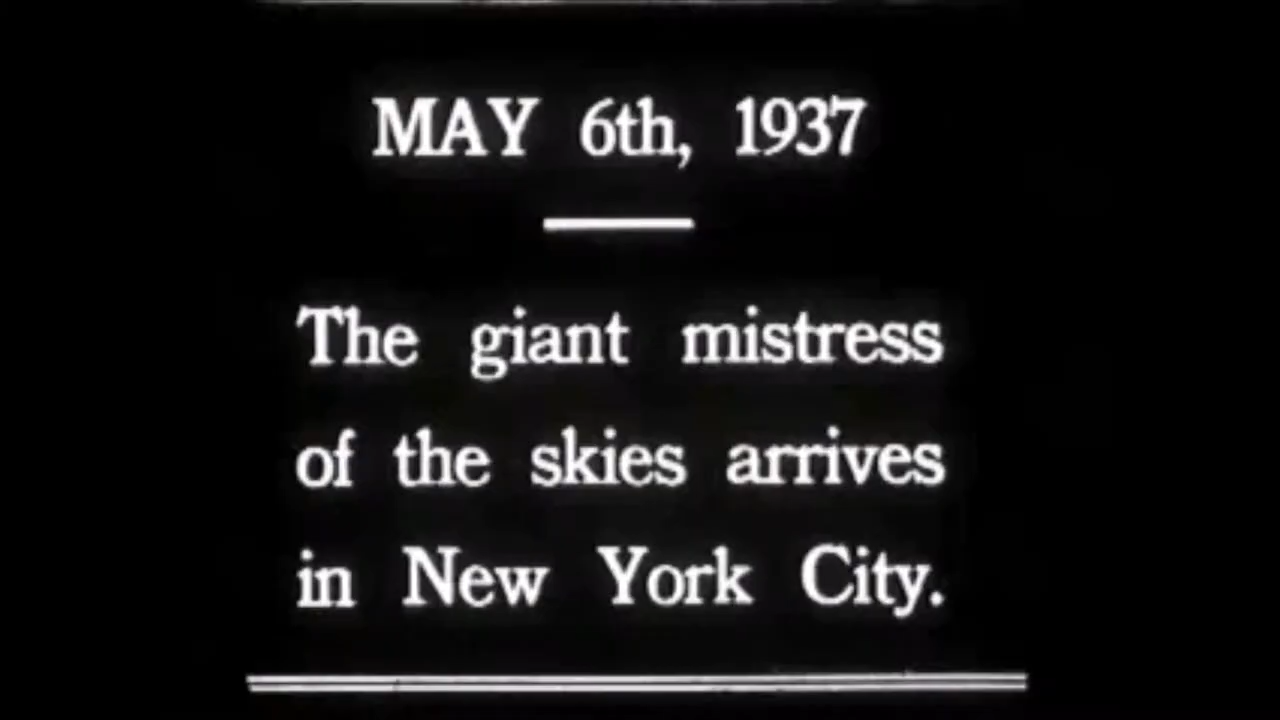 MAY 6th, 1937
The giant mistress
of the skies arrives
in New York City.